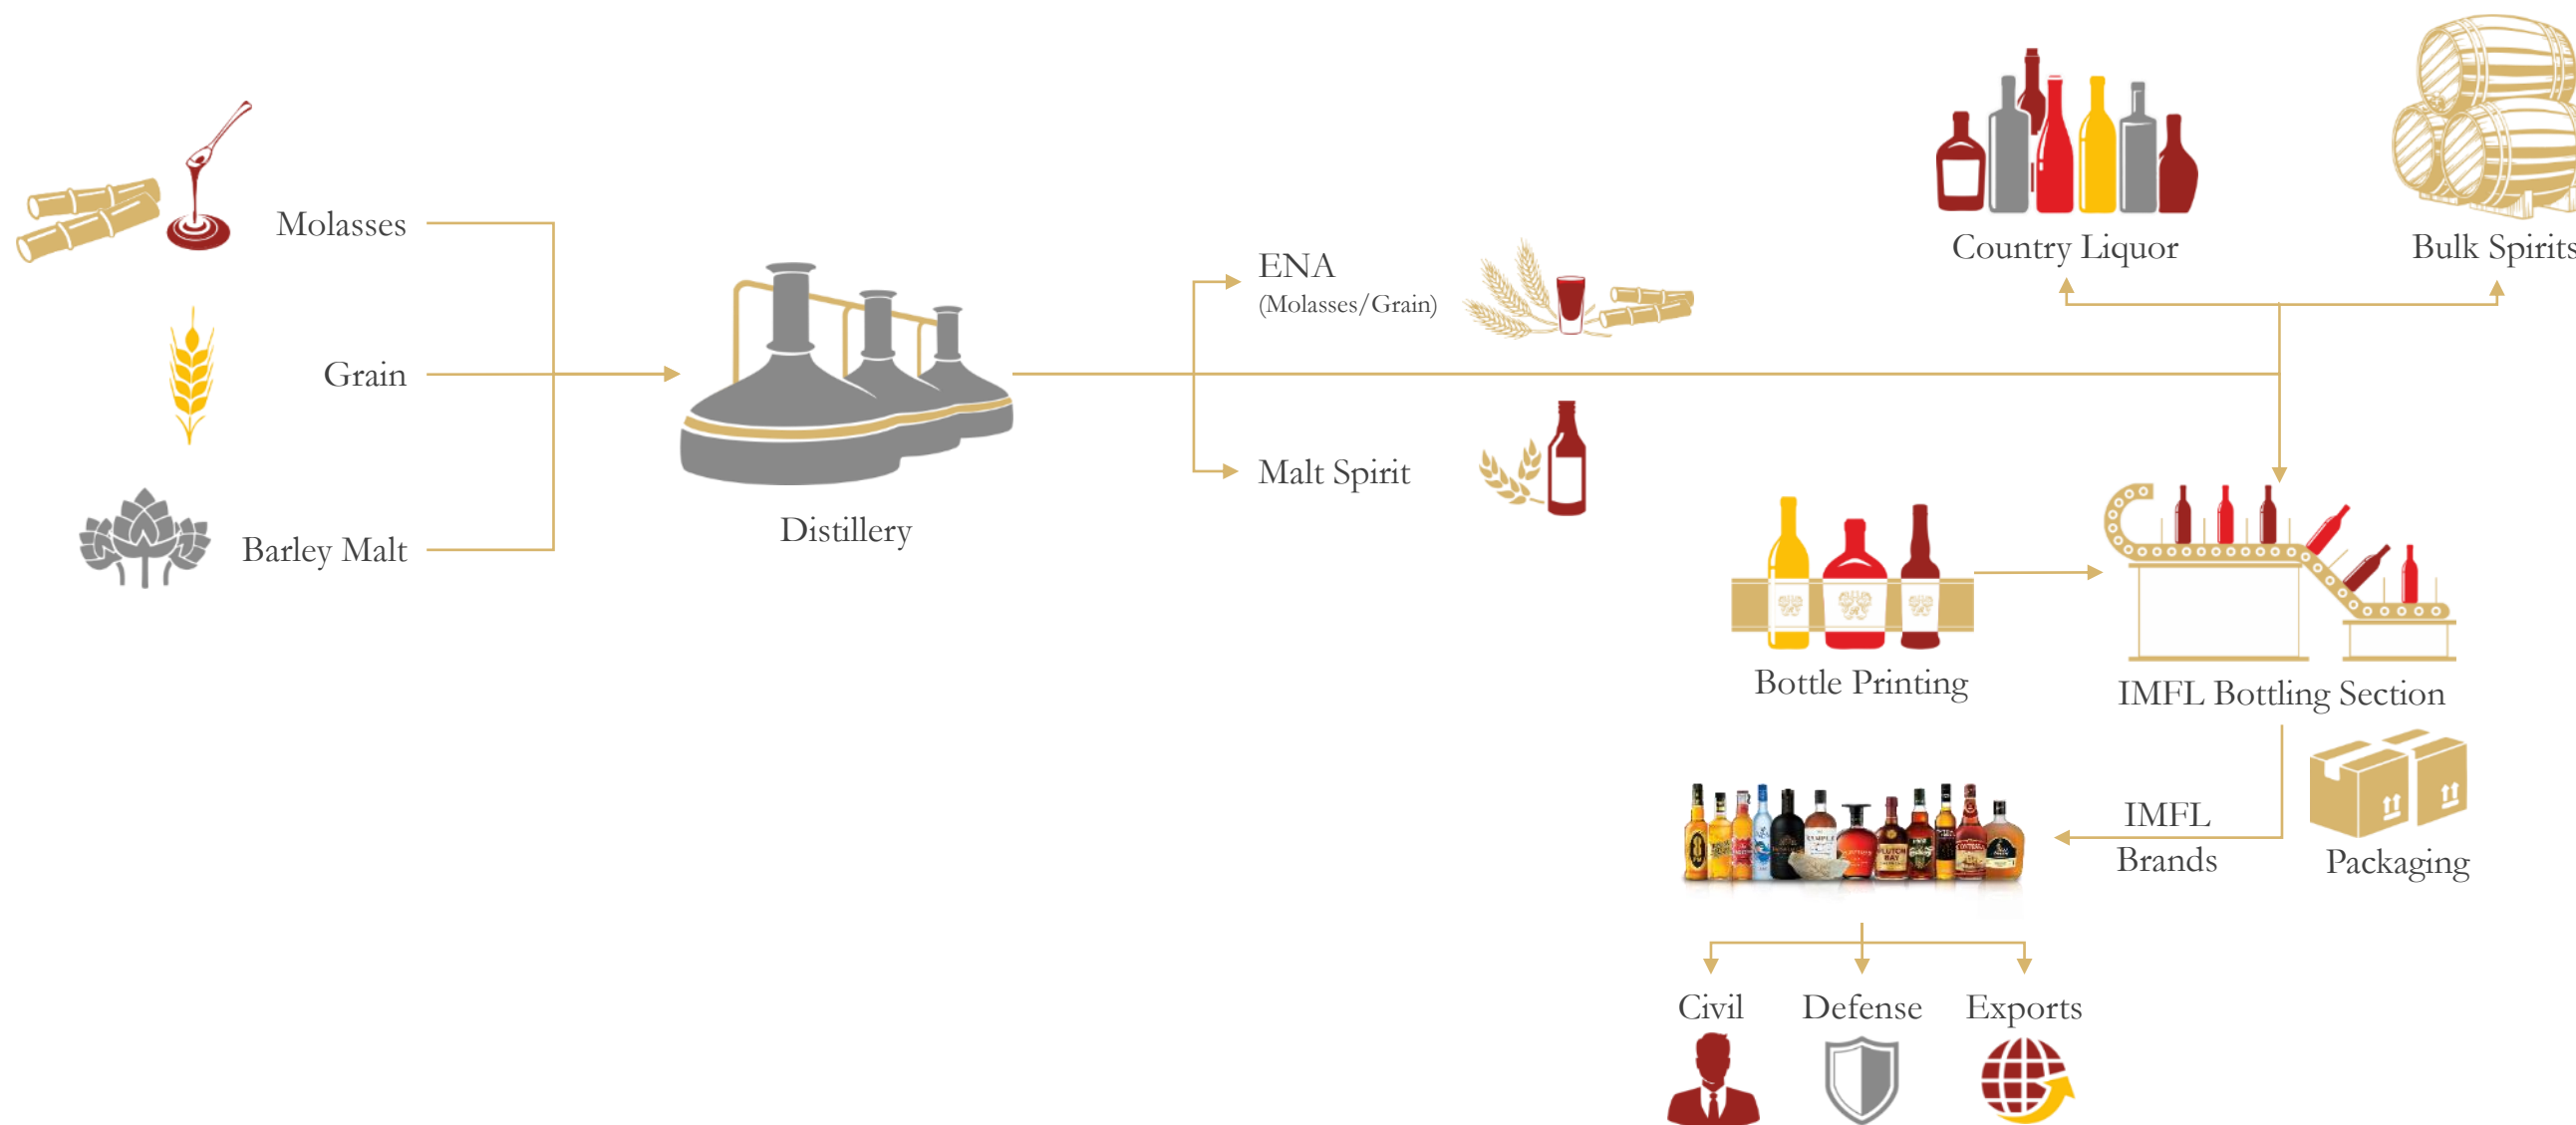 Molasses
Grain
Barley Malt
Distillery
ENA
(Molasses/Grain)
Malt Spirit
Country Liquor
Bulk Spirits
Bottle Printing
IMFL Bottling Section
IMFL
Brands
Packaging
Civil
Defense
Exports